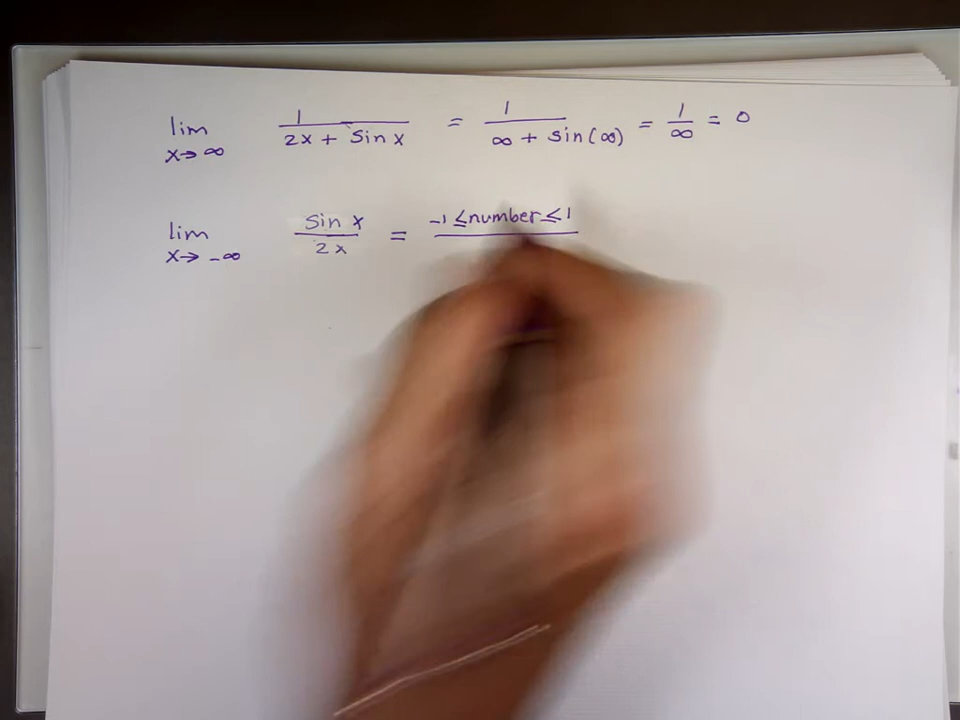 lim x→∞ 1/(2x + sin x) = 1/(∞ + sin(∞)) = 1/∞ = 0
lim x→-∞ sin x/2x = -1 ≤ number ≤ 1